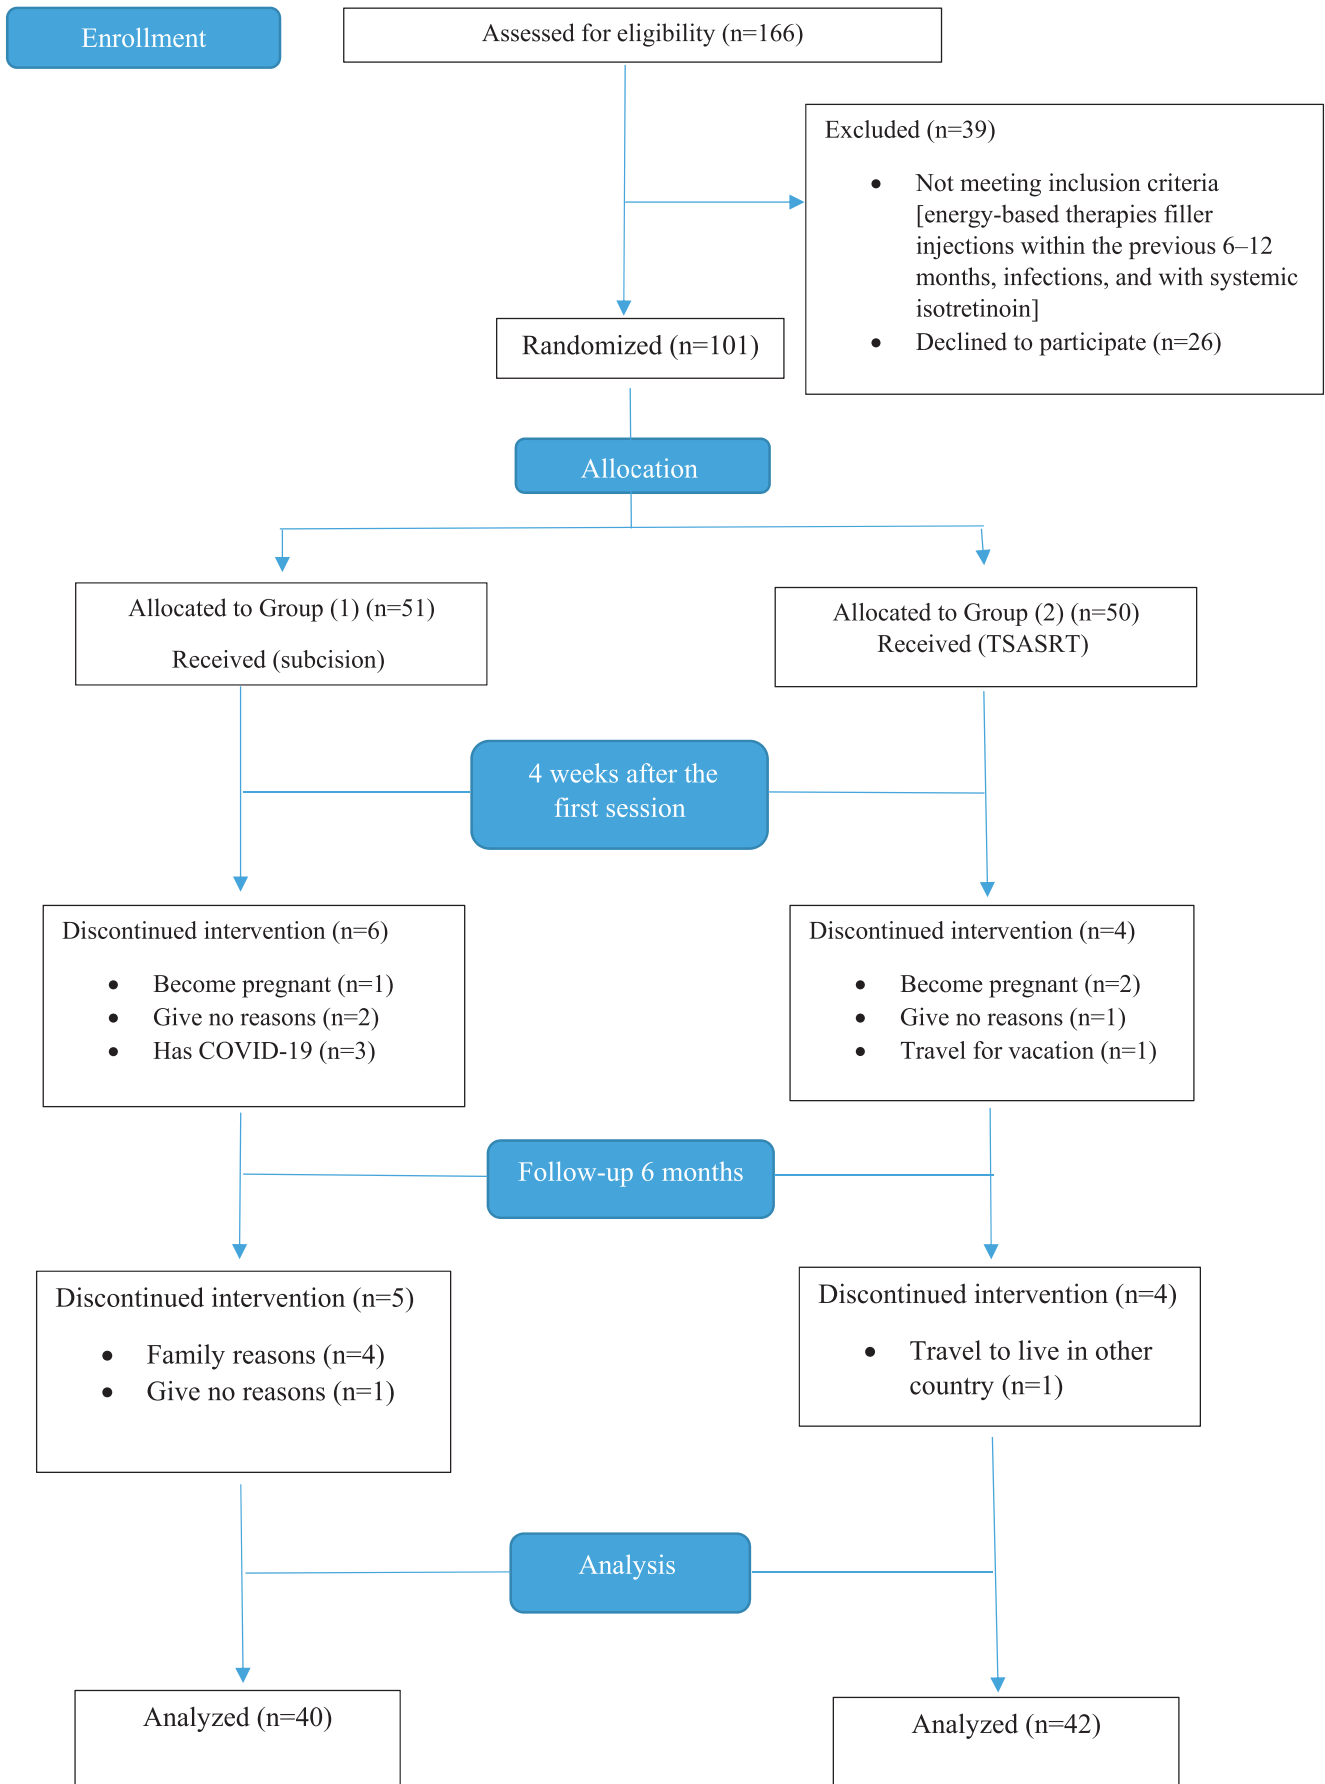 Enrollment
Assessed for eligibility (n=166)
Excluded (n=39)
• Not meeting inclusion criteria
[energy-based therapies filler
injections within the previous 6–12
months, infections, and with systemic
isotretinoin]
• Declined to participate (n=26)
Randomized (n=101)
Allocation
Allocated to Group (1) (n=51)
Received (subcision)
Allocated to Group (2) (n=50)
Received (TSASRT)
4 weeks after the
first session
Discontinued intervention (n=6)
• Become pregnant (n=1)
• Give no reasons (n=2)
• Has COVID-19 (n=3)
Discontinued intervention (n=4)
• Become pregnant (n=2)
• Give no reasons (n=1)
• Travel for vacation (n=1)
Follow-up 6 months
Discontinued intervention (n=5)
• Family reasons (n=4)
• Give no reasons (n=1)
Discontinued intervention (n=4)
• Travel to live in other
country (n=1)
Analysis
Analyzed (n=40)
Analyzed (n=42)